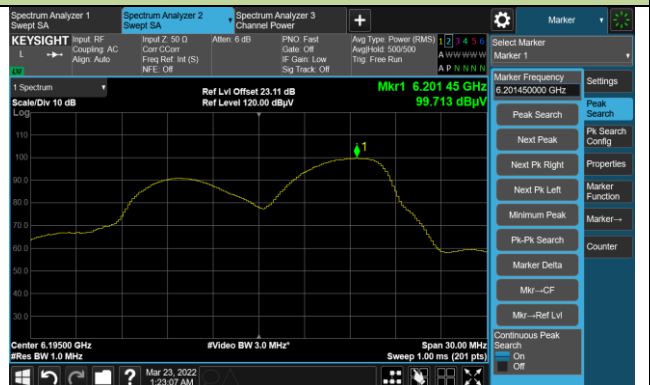 Spectrum Analyzer 1
Swept SA
Spectrum Analyzer 2
Swept SA
Spectrum Analyzer 3
Channel Power
Marker
KEYSIGHT
L
Input: RF
Coupling: AC
Align: Auto
Input Z: 50 Ω
Corr CCorr
Freq Ref: Int (S)
NFE: Off
Atten: 6 dB
PNO: Fast
Gate: Off
IF Gain: Low
Sig Track: Off
Avg Type: Power (RMS)
Avg|Hold: 500/500
Trig: Free Run
1 2 3 4 5 6
A W W W W W
A P N N N N
Select Marker
Marker 1
1 Spectrum
Scale/Div 10 dB
Log
Ref Lvl Offset 23.11 dB
Ref Level 120.00 dBµV
Mkr1 6.201 45 GHz
99.713 dBµV
110
100
90.0
80.0
70.0
60.0
50.0
40.0
30.0
1
Center 6.19500 GHz
#Res BW 1.0 MHz
#Video BW 3.0 MHz*
Span 30.00 MHz
Sweep 1.00 ms (201 pts)
Marker Frequency
6.201450000 GHz
Peak Search
Next Peak
Next Pk Right
Next Pk Left
Minimum Peak
Pk-Pk Search
Marker Delta
Mkr→CF
Mkr→Ref Lvl
Continuous Peak
Search
On
Off
Settings
Peak
Search
Pk Search
Config
Properties
Marker
Function
Marker→
Counter
?
Mar 23, 2022
1:23:07 AM